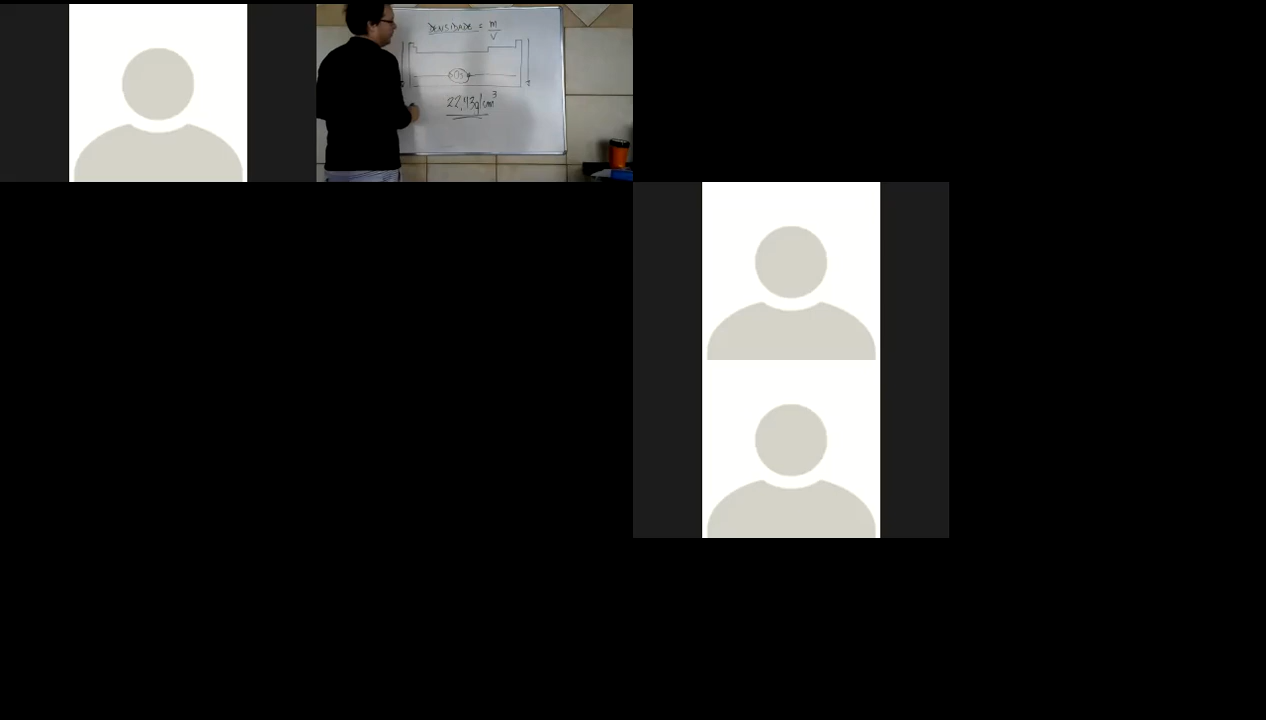 DENSIDADE = m
V
22,43g/cm³